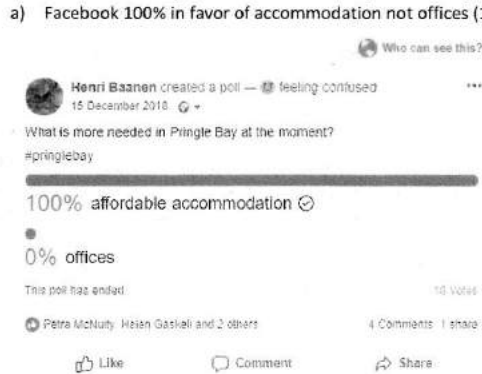 a) Facebook 100% in favor of accommodation not offices (
Who can see this?
Henri Baanen created a poll — feeling confused
15 December 2018
What is more needed in Pringle Bay at the moment?
#pringlebay
100% affordable accommodation
0% offices
This poll has ended
Votes
Petra McNulty, Helen Gaskell and 2 others 4 Comments 1 share
Like Comment Share